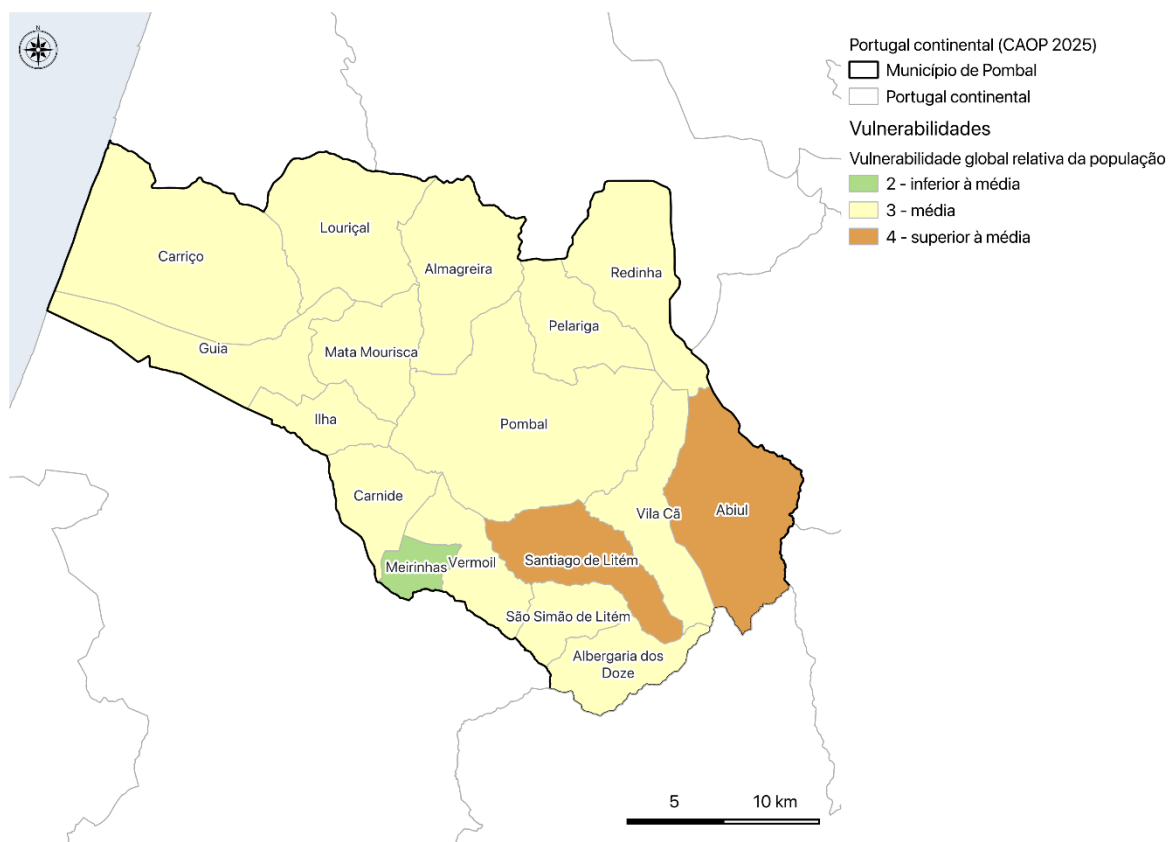 N
Portugal continental (CAOP 2025)
Município de Pombal
Portugal continental
Vulnerabilidades
Vulnerabilidade global relativa da população
2 - inferior à média
3 - média
4 - superior à média
Louriçal
Carriço
Almagreira
Redinha
Pelariga
Guia
Mata Mourisca
Ilha
Pombal
Carnide
Vila Cã
Abiul
Santiago de Litém
Vermoil
Meirinhas
São Simão de Litém
Albergaria dos
Doze
5
10 km